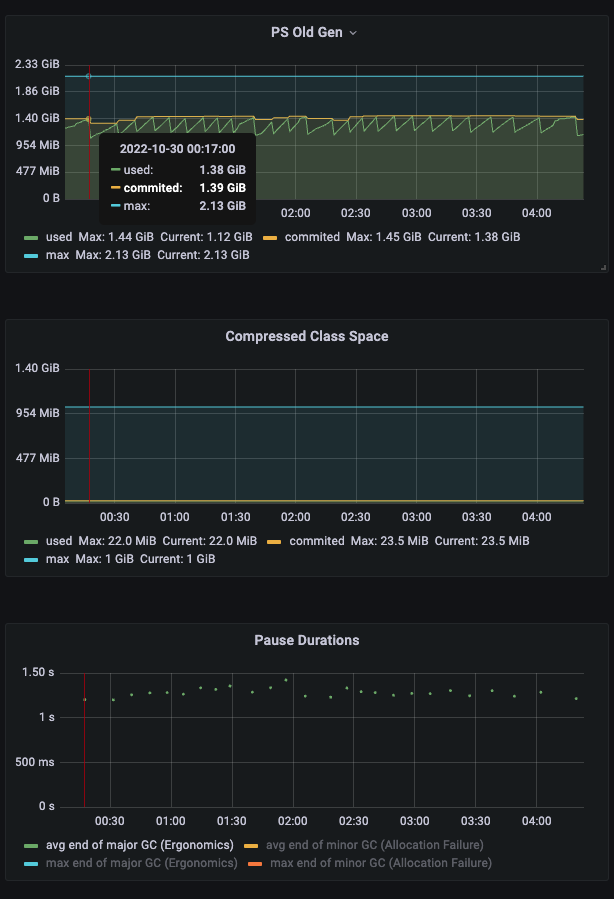 PS Old Gen
2.33 GiB
1.86 GiB
1.40 GiB
954 MiB
477 MiB
0 B
2022-10-30 00:17:00
used: 1.38 GiB
commited: 1.39 GiB
max: 2.13 GiB
02:00 02:30 03:00 03:30 04:00
used Max: 1.44 GiB Current: 1.12 GiB commited Max: 1.45 GiB Current: 1.38 GiB
max Max: 2.13 GiB Current: 2.13 GiB
Compressed Class Space
1.40 GiB
954 MiB
477 MiB
0 B
00:30 01:00 01:30 02:00 02:30 03:00 03:30 04:00
used Max: 22.0 MiB Current: 22.0 MiB commited Max: 23.5 MiB Current: 23.5 MiB
max Max: 1 GiB Current: 1 GiB
Pause Durations
1.50 s
1 s
500 ms
0 s
00:30 01:00 01:30 02:00 02:30 03:00 03:30 04:00
avg end of major GC (Ergonomics) avg end of minor GC (Allocation Failure)
max end of major GC (Ergonomics) max end of minor GC (Allocation Failure)